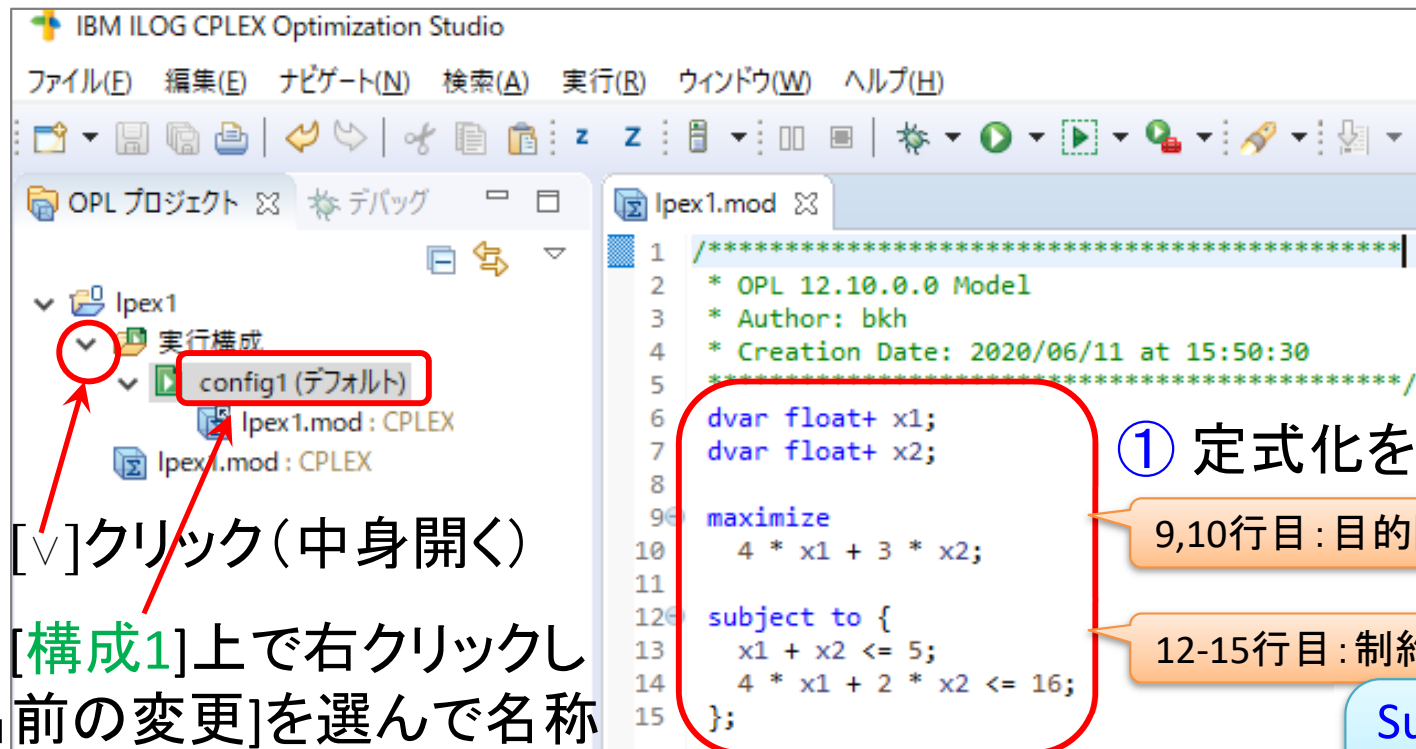 IBM ILOG CPLEX Optimization Studio
ファイル(F) 編集(E) ナビゲート(N) 検索(A) 実行(R) ウィンドウ(W) ヘルプ(H)
OPL プロジェクト デバッグ
lpex1
実行構成
config1 (デフォルト)
lpex1.mod : CPLEX
lpex1.mod : CPLEX
[∨]クリック(中身開く)
[構成1]上で右クリックし
前の変更]を選んで名称
lpex1.mod
1 /*********************************************
2 * OPL 12.10.0.0 Model
3 * Author: bkh
4 * Creation Date: 2020/06/11 at 15:50:30
5 *********************************************/
6 dvar float+ x1;
7 dvar float+ x2;
8
9 maximize
10 4 * x1 + 3 * x2;
11
12 subject to {
13 x1 + x2 <= 5;
14 4 * x1 + 2 * x2 <= 16;
15 };
① 定式化を
9,10行目:目的
12-15行目:制約
Su